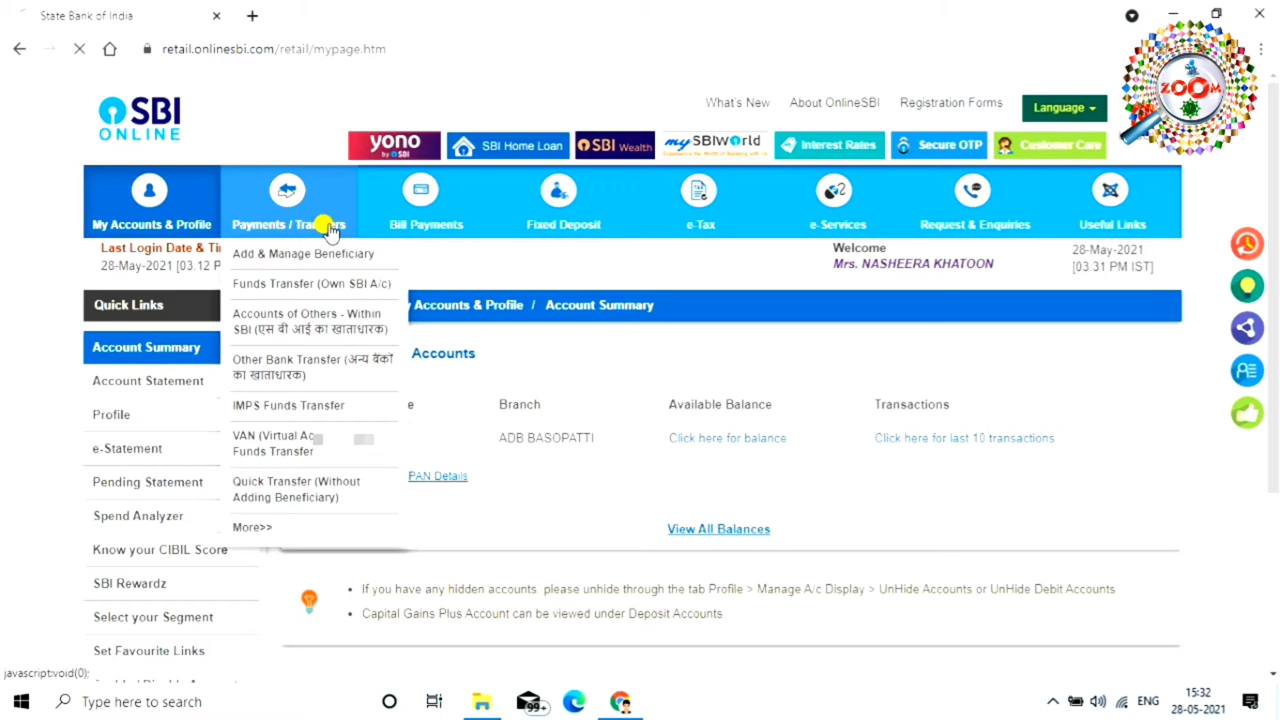 State Bank of India
retail.onlinesbi.com/retail/mypage.htm
ZOOM
SBI
ONLINE
What's New
About OnlineSBI
Registration Forms
Language
yono
by SBI
SBI Home Loan
SBI Wealth
my SBIWorld
Interest Rates
Secure OTP
Customer Care
My Accounts & Profile
Payments / Transfers
Bill Payments
Fixed Deposit
e-Tax
e-Services
Request & Enquiries
Useful Links
Last Login Date & Ti
28-May-2021 [03.12 P
Welcome
Mrs. NASHEERA KHATOON
28-May-2021
[03.31 PM IST]
Add & Manage Beneficiary
Funds Transfer (Own SBI A/c)
Accounts of Others - Within
SBI (एस बी आई का खाताधारक)
Other Bank Transfer (अन्य बेंकों
का खाताधारक)
IMPS Funds Transfer
VAN (Virtual Ac
Funds Transfer
Quick Transfer (Without
Adding Beneficiary)
More>>
Quick Links
Account Summary
Account Statement
Profile
e-Statement
Pending Statement
Spend Analyzer
Know your CIBIL Score
SBI Rewardz
Select your Segment
Set Favourite Links
y Accounts & Profile / Account Summary
Accounts
e
Branch
Available Balance
Transactions
ADB BASOPATTI
Click here for balance
Click here for last 10 transactions
PAN Details
View All Balances
• If you have any hidden accounts, please unhide through the tab Profile > Manage A/c Display > UnHide Accounts or UnHide Debit Accounts
• Capital Gains Plus Account can be viewed under Deposit Accounts.
javascript:void(0);
Type here to search
99+
ENG
15:32
28-05-2021